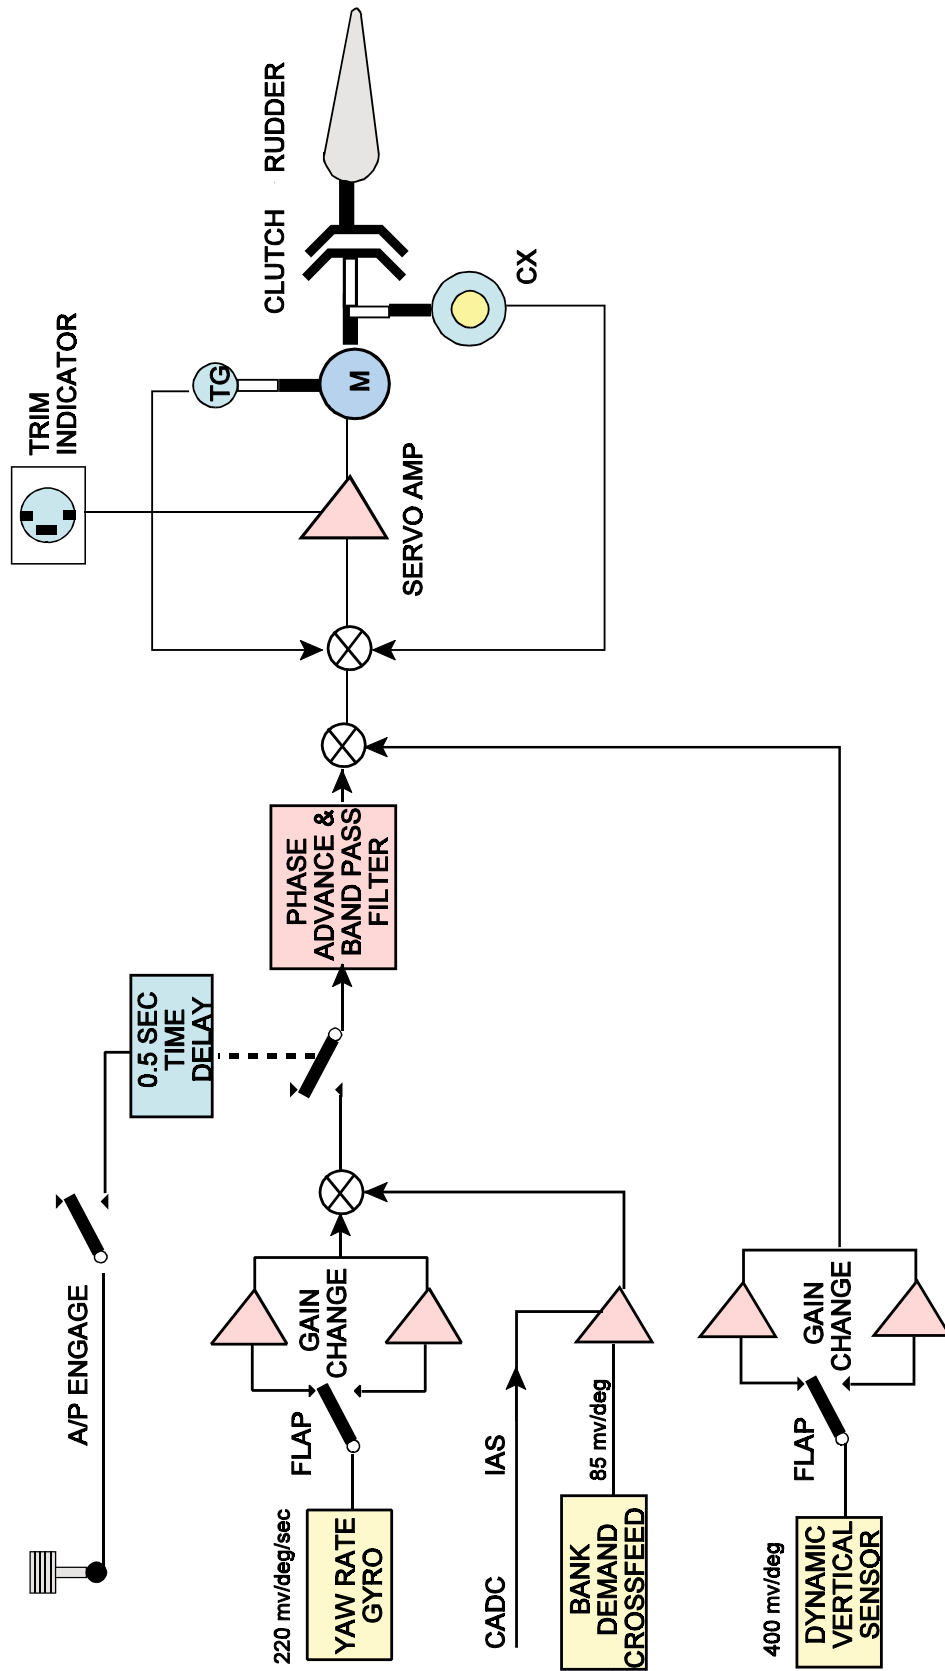 TRIM
INDICATOR
CLUTCH
RUDDER
TG
M
CX
SERVO AMP
A/P ENGAGE
0.5 SEC
TIME
DELAY
PHASE
ADVANCE &
BAND PASS
FILTER
220 mv/deg/sec
YAW RATE
GYRO
FLAP
GAIN
CHANGE
CADC
IAS
BANK
DEMAND
CROSSFEED
85 mv/deg
400 mv/deg
DYNAMIC
VERTICAL
SENSOR
FLAP
GAIN
CHANGE